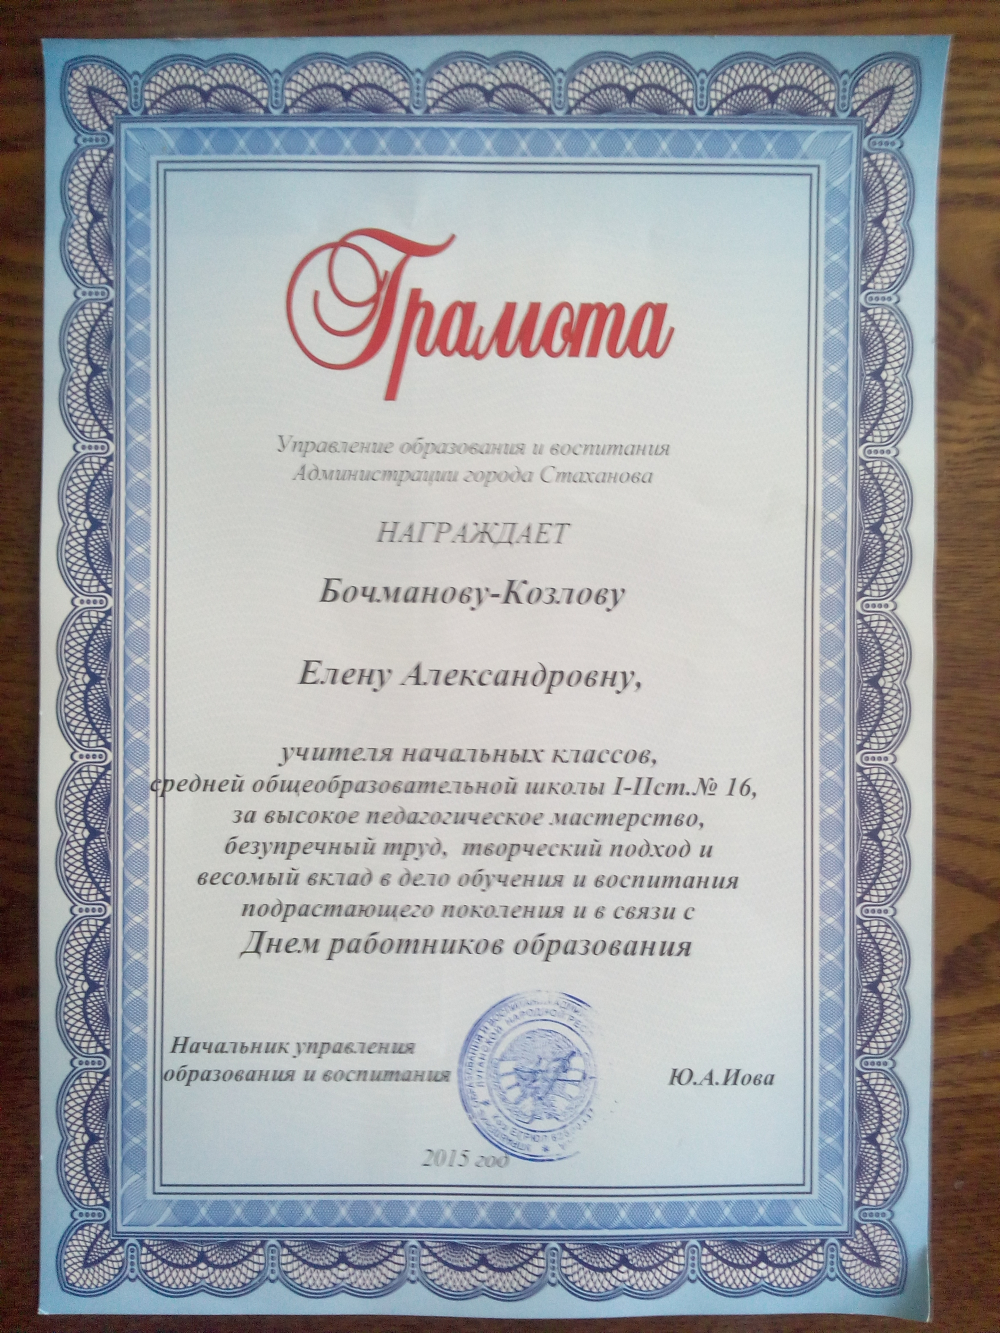 Грамота
Управление образования и воспитания
Администрации города Стаханова
НАГРАЖДАЕТ
Бочманову-Козлову
Елену Александровну,
учителя начальных классов,
средней общеобразовательной школы I-IIст.№ 16,
за высокое педагогическое мастерство,
безупречный труд, творческий подход и
весомый вклад в дело обучения и воспитания
подрастающего поколения и в связи с
Днем работников образования
Начальник управления
образования и воспитания
Ю.А.Иова
ЛУГАНСКОЙ НАРОДНОЙ
2015 год